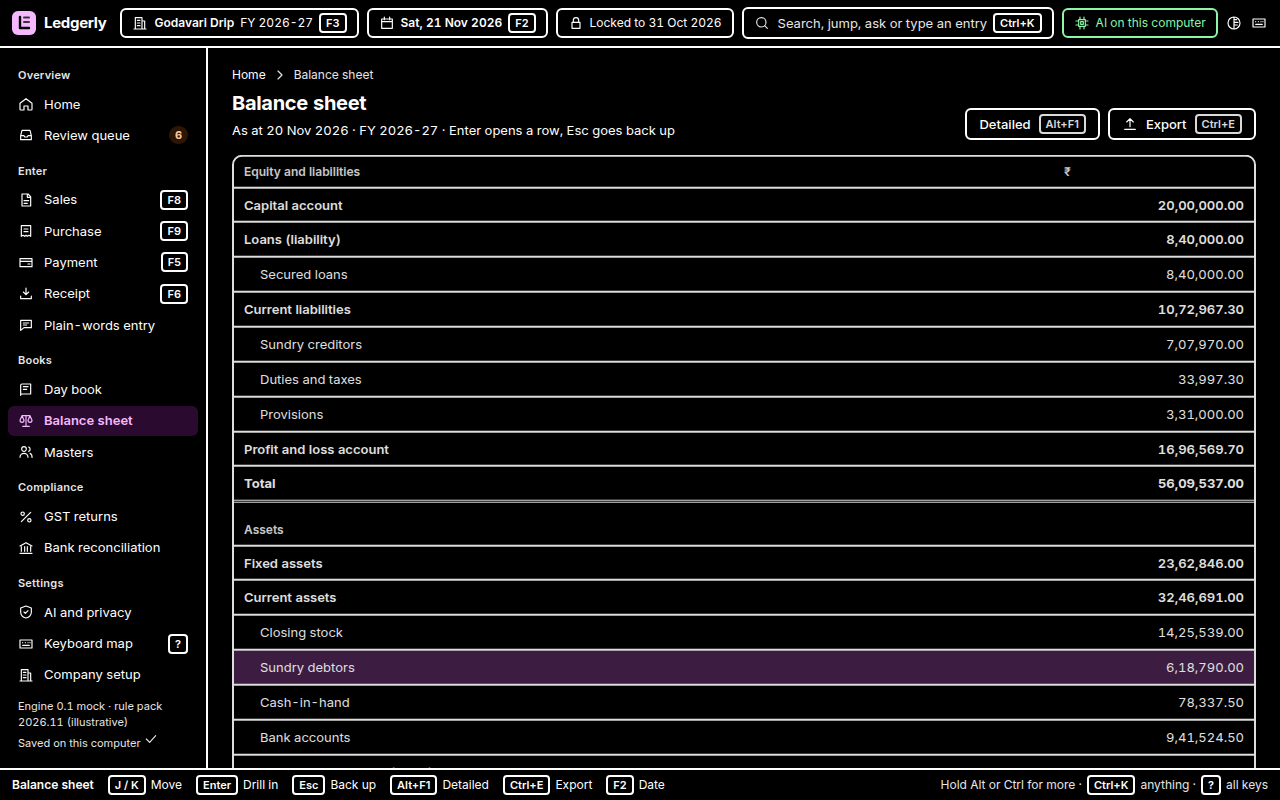 Ledgerly
Godavari Drip FY 2026-27 F3
Sat, 21 Nov 2026 F2
Locked to 31 Oct 2026
Search, jump, ask or type an entry Ctrl+K
AI on this computer
Overview
Home
Review queue 6
Enter
Sales F8
Purchase F9
Payment F5
Receipt F6
Plain-words entry
Books
Day book
Balance sheet
Masters
Compliance
GST returns
Bank reconciliation
Settings
AI and privacy
Keyboard map ?
Company setup
Engine 0.1 mock · rule pack
2026.11 (illustrative)
Saved on this computer
Home Balance sheet
Balance sheet
As at 20 Nov 2026 · FY 2026-27 · Enter opens a row, Esc goes back up
Detailed Alt+F1
Export Ctrl+E
Equity and liabilities ₹
Capital account 20,00,000.00
Loans (liability) 8,40,000.00
Secured loans 8,40,000.00
Current liabilities 10,72,967.30
Sundry creditors 7,07,970.00
Duties and taxes 33,997.30
Provisions 3,31,000.00
Profit and loss account 16,96,569.70
Total 56,09,537.00
Assets
Fixed assets 23,62,846.00
Current assets 32,46,691.00
Closing stock 14,25,539.00
Sundry debtors 6,18,790.00
Cash-in-hand 78,337.50
Bank accounts 9,41,524.50
Balance sheet J / K Move Enter Drill in Esc Back up Alt+F1 Detailed Ctrl+E Export F2 Date
Hold Alt or Ctrl for more · Ctrl+K anything · ? all keys